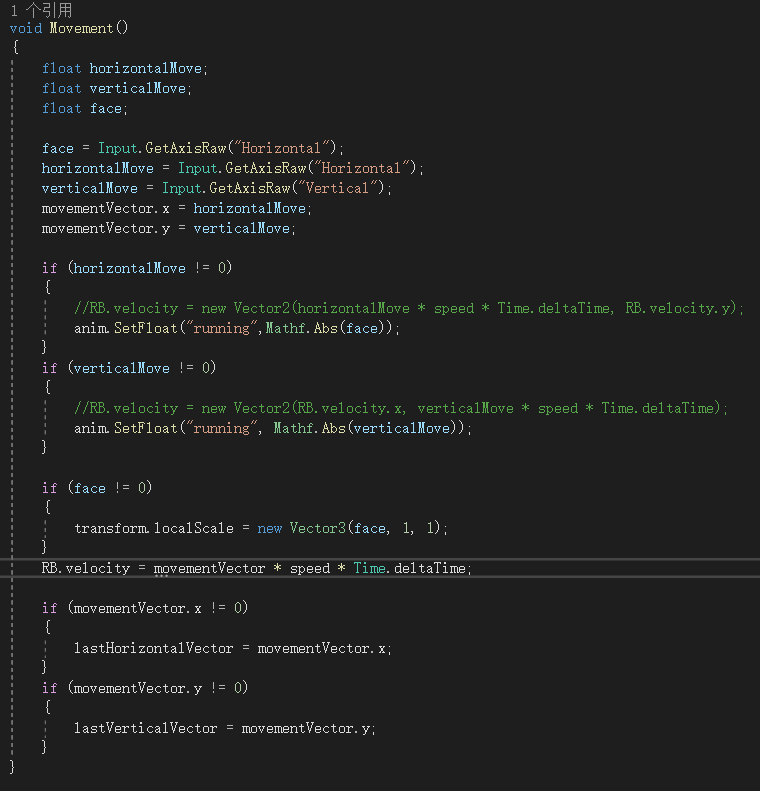 1 个引用
void Movement()
{
float horizontalMove;
float verticalMove;
float face;
face = Input.GetAxisRaw("Horizontal");
horizontalMove = Input.GetAxisRaw("Horizontal");
verticalMove = Input.GetAxisRaw("Vertical");
movementVector.x = horizontalMove;
movementVector.y = verticalMove;
if (horizontalMove != 0)
{
//RB.velocity = new Vector2(horizontalMove * speed * Time.deltaTime, RB.velocity.y);
anim.SetFloat("running",Mathf.Abs(face));
}
if (verticalMove != 0)
{
//RB.velocity = new Vector2(RB.velocity.x, verticalMove * speed * Time.deltaTime);
anim.SetFloat("running", Mathf.Abs(verticalMove));
}
if (face != 0)
{
transform.localScale = new Vector3(face, 1, 1);
}
RB.velocity = movementVector * speed * Time.deltaTime;
if (movementVector.x != 0)
{
lastHorizontalVector = movementVector.x;
}
if (movementVector.y != 0)
{
lastVerticalVector = movementVector.y;
}
}